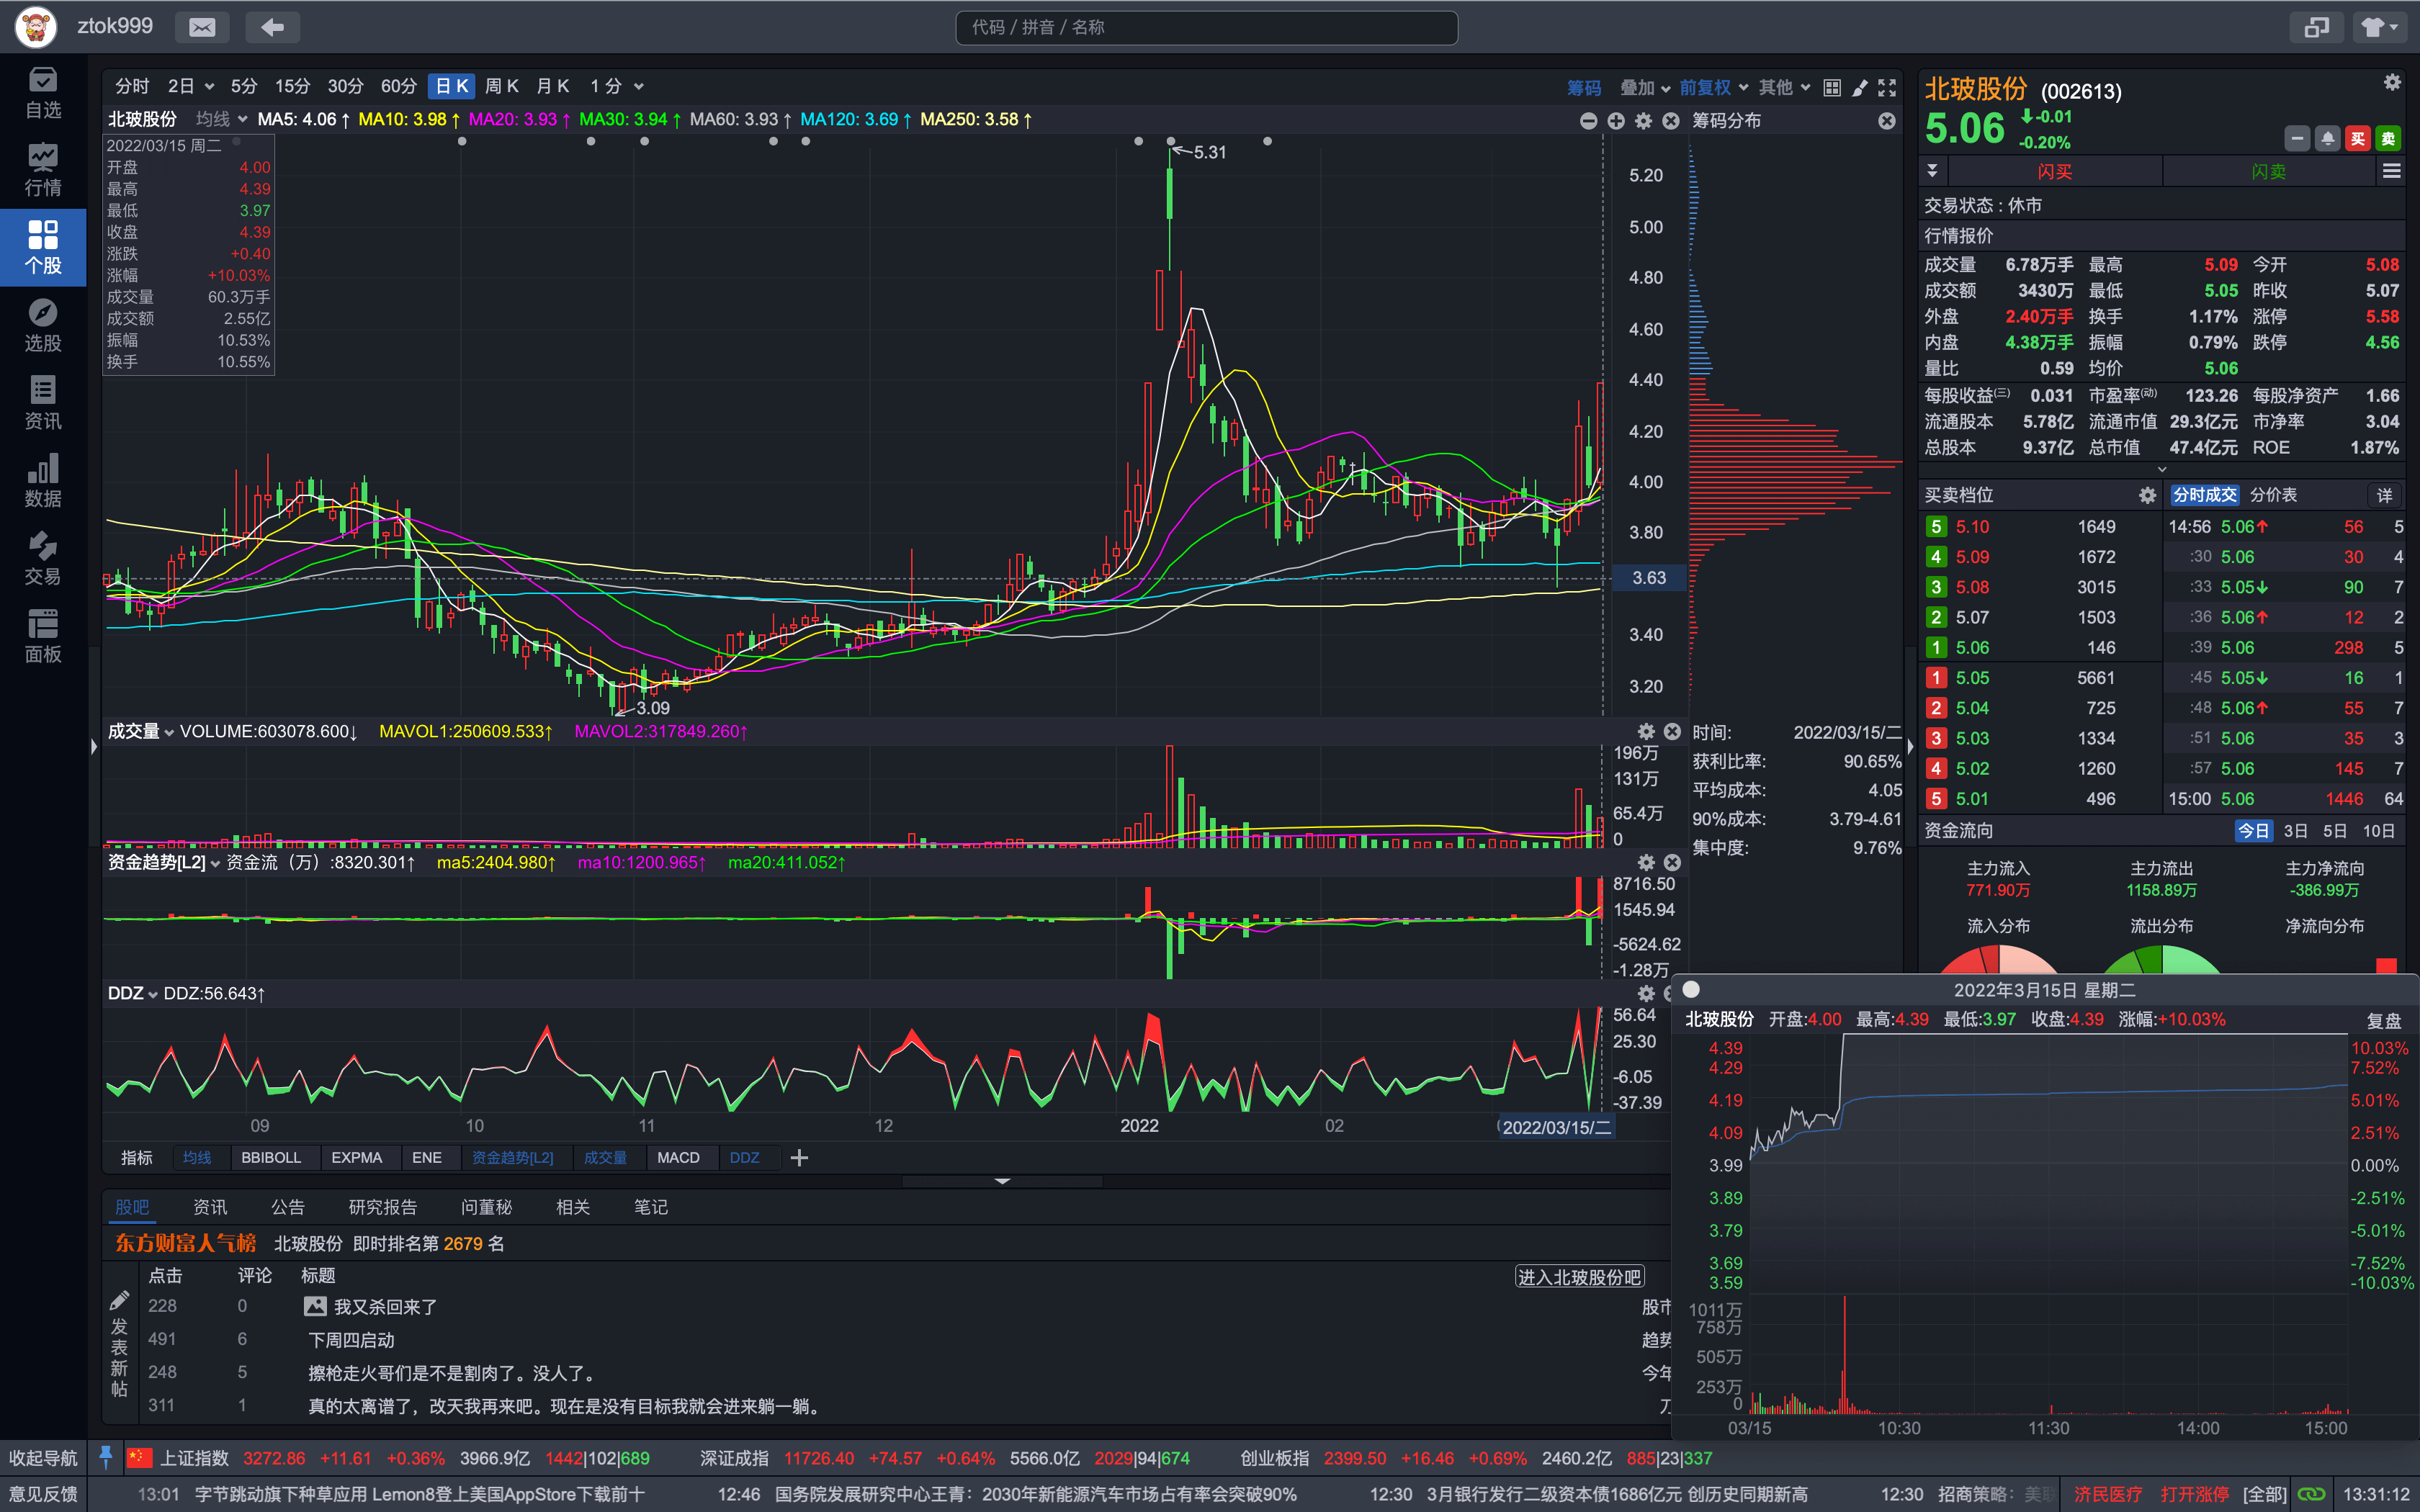 ztok999
代码 / 拼音 / 名称
自选
行情
个股
选股
资讯
数据
交易
面板
分时 2日 5分 15分 30分 60分 日K 周K 月K 1分 筹码 叠加 前复权 其他
北玻股份 均线 MA5: 4.06↑ MA10: 3.98↑ MA20: 3.93↑ MA30: 3.94↑ MA60: 3.93↑ MA120: 3.69↑ MA250: 3.58↑ 筹码分布
2022/03/15 周二
开盘 4.00
最高 4.39
最低 3.97
收盘 4.39
涨跌 +0.40
涨幅 +10.03%
成交量 60.3万手
成交额 2.55亿
振幅 10.53%
换手 10.55%
5.31
3.09
5.20
5.00
4.80
4.60
4.40
4.20
4.00
3.80
3.63
3.40
3.20
成交量 VOLUME:603078.600↓ MAVOL1:250609.533↑ MAVOL2:317849.260↑
196万
131万
65.4万
0
时间: 2022/03/15/二
获利比率: 90.65%
平均成本: 4.05
90%成本: 3.79-4.61
集中度: 9.76%
资金趋势[L2] 资金流（万）:8320.301↑ ma5:2404.980↑ ma10:1200.965↑ ma20:411.052↑
8716.50
1545.94
-5624.62
-1.28万
DDZ DDZ:56.643↑
56.64
25.30
-6.05
-37.39
09 10 11 12 2022 02 2022/03/15/二
指标 均线 BBIBOLL EXPMA ENE 资金趋势[L2] 成交量 MACD DDZ
股吧 资讯 公告 研究报告 问董秘 相关 笔记
东方财富人气榜 北玻股份 即时排名第 2679 名
点击 评论 标题 进入北玻股份吧
228 0 我又杀回来了 股市
491 6 下周四启动 趋势
248 5 擦枪走火哥们是不是割肉了。没人了。 今年
311 1 真的太离谱了，改天我再来吧。现在是没有目标我就会进来躺一躺。
发表新帖
北玻股份 (002613)
5.06 -0.01
-0.20%
买 卖
闪买 闪卖
交易状态 : 休市
行情报价
成交量 6.78万手 最高 5.09 今开 5.08
成交额 3430万 最低 5.05 昨收 5.07
外盘 2.40万手 换手 1.17% 涨停 5.58
内盘 4.38万手 振幅 0.79% 跌停 4.56
量比 0.59 均价 5.06
每股收益(三) 0.031 市盈率(动) 123.26 每股净资产 1.66
流通股本 5.78亿 流通市值 29.3亿元 市净率 3.04
总股本 9.37亿 总市值 47.4亿元 ROE 1.87%
买卖档位 分时成交 分价表 详
5 5.10 1649 14:56 5.06↑ 56 5
4 5.09 1672 :30 5.06 30 4
3 5.08 3015 :33 5.05↓ 90 7
2 5.07 1503 :36 5.06↑ 12 2
1 5.06 146 :39 5.06 298 5
1 5.05 5661 :45 5.05↓ 16 1
2 5.04 725 :48 5.06↑ 55 7
3 5.03 1334 :51 5.06 35 3
4 5.02 1260 :57 5.06 145 7
5 5.01 496 15:00 5.06 1446 64
资金流向 今日 3日 5日 10日
主力流入 主力流出 主力净流向
771.90万 1158.89万 -386.99万
流入分布 流出分布 净流向分布
2022年3月15日 星期二
北玻股份 开盘:4.00 最高:4.39 最低:3.97 收盘:4.39 涨幅:+10.03% 复盘
4.39 10.03%
4.29 7.52%
4.19 5.01%
4.09 2.51%
3.99 0.00%
3.89 -2.51%
3.79 -5.01%
3.69 -7.52%
3.59 -10.03%
1011万
758万
505万
253万
0
03/15 10:30 11:30 14:00 15:00
收起导航 上证指数 3272.86 +11.61 +0.36% 3966.9亿 1442|102|689 深证成指 11726.40 +74.57 +0.64% 5566.0亿 2029|94|674 创业板指 2399.50 +16.46 +0.69% 2460.2亿 885|23|337
意见反馈 13:01 字节跳动旗下种草应用 Lemon8登上美国AppStore下载前十 12:46 国务院发展研究中心王青：2030年新能源汽车市场占有率会突破90% 12:30 3月银行发行二级资本债1686亿元 创历史同期新高 12:30 招商策略：美联 济民医疗 打开涨停 [全部] 13:31:12